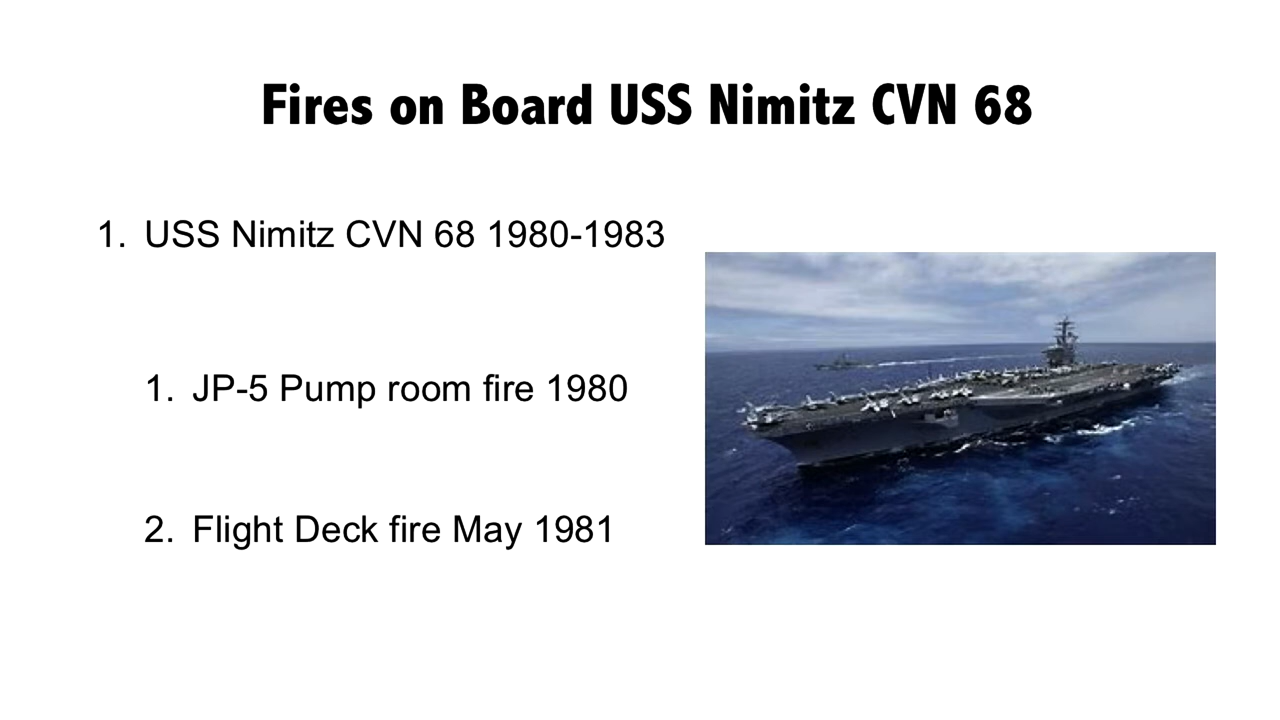 Fires on Board USS Nimitz CVN 68
1. USS Nimitz CVN 68 1980-1983
1. JP-5 Pump room fire 1980
2. Flight Deck fire May 1981